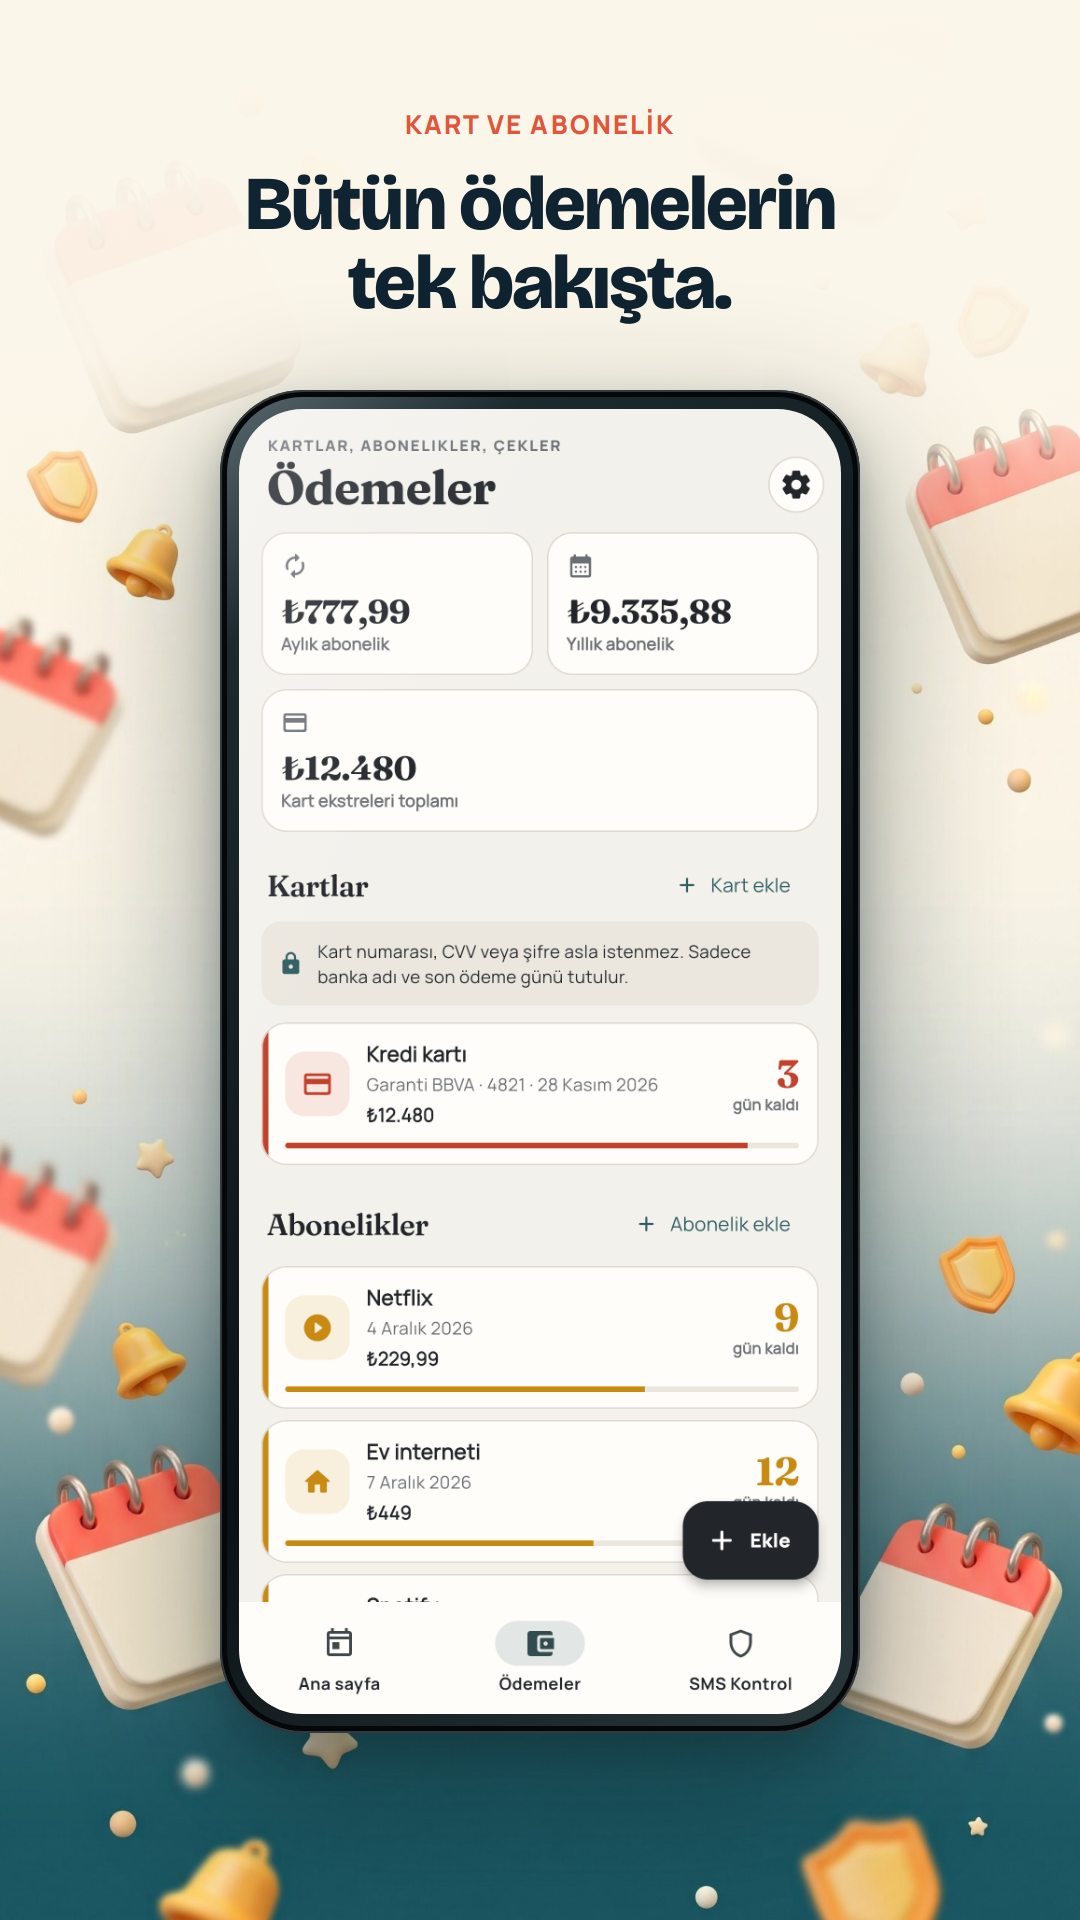 KART VE ABONELİK
Bütün ödemelerin
tek bakışta.
KARTLAR, ABONELIKLER, ÇEKLER
Ödemeler
₺777,99
Aylık abonelik
₺9.335,88
Yıllık abonelik
₺12.480
Kart ekstreleri toplamı
Kartlar
+ Kart ekle
Kart numarası, CVV veya şifre asla istenmez. Sadece
banka adı ve son ödeme günü tutulur.
Kredi kartı
Garanti BBVA · 4821 · 28 Kasım 2026
₺12.480
3
gün kaldı
Abonelikler
+ Abonelik ekle
Netflix
4 Aralık 2026
₺229,99
9
gün kaldı
Ev interneti
7 Aralık 2026
₺449
12
+ Ekle
Ana sayfa
Ödemeler
SMS Kontrol